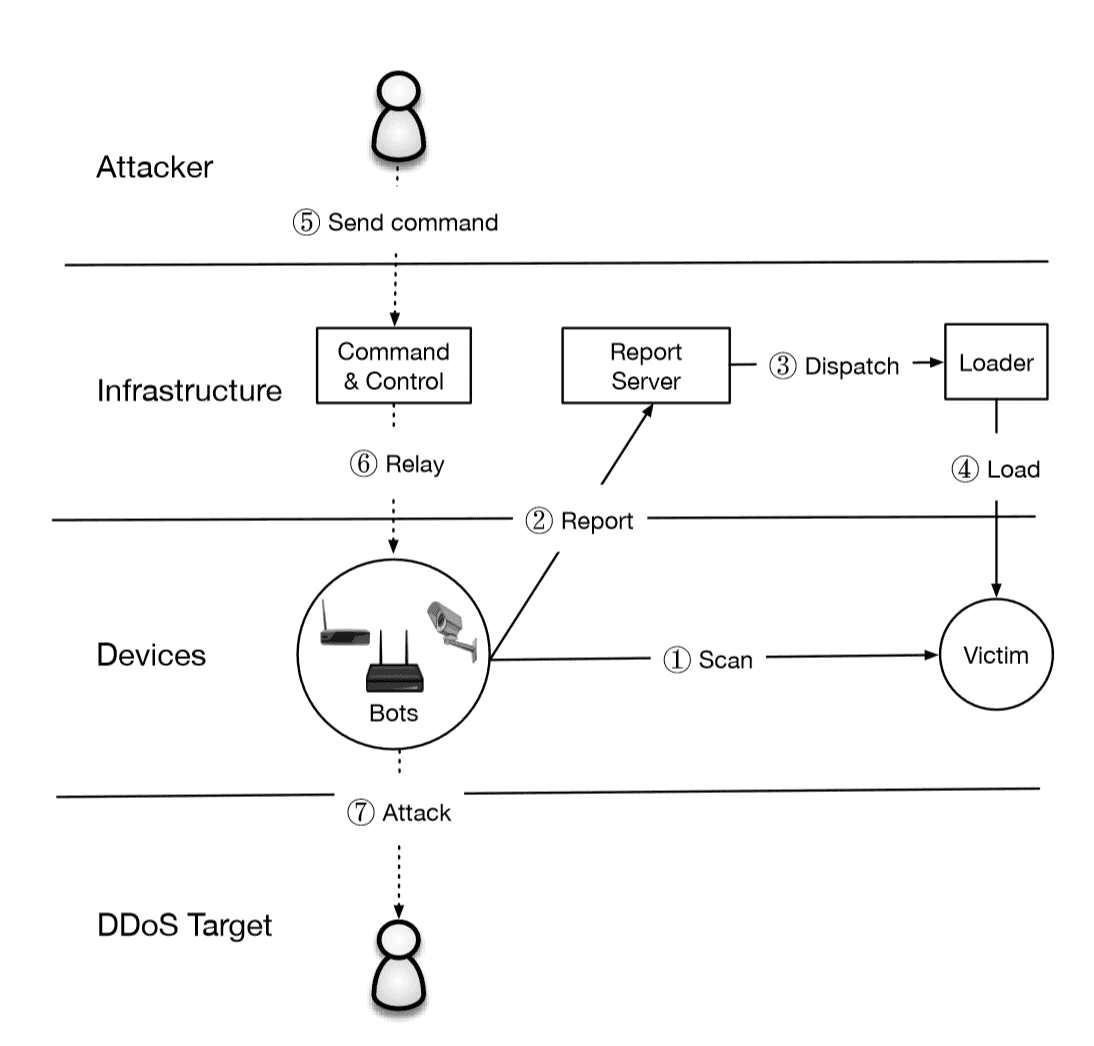 Attacker
⑤ Send command
Infrastructure
Command
& Control
Report
Server
③ Dispatch
Loader
⑥ Relay
④ Load
② Report
Devices
Bots
① Scan
Victim
⑦ Attack
DDoS Target